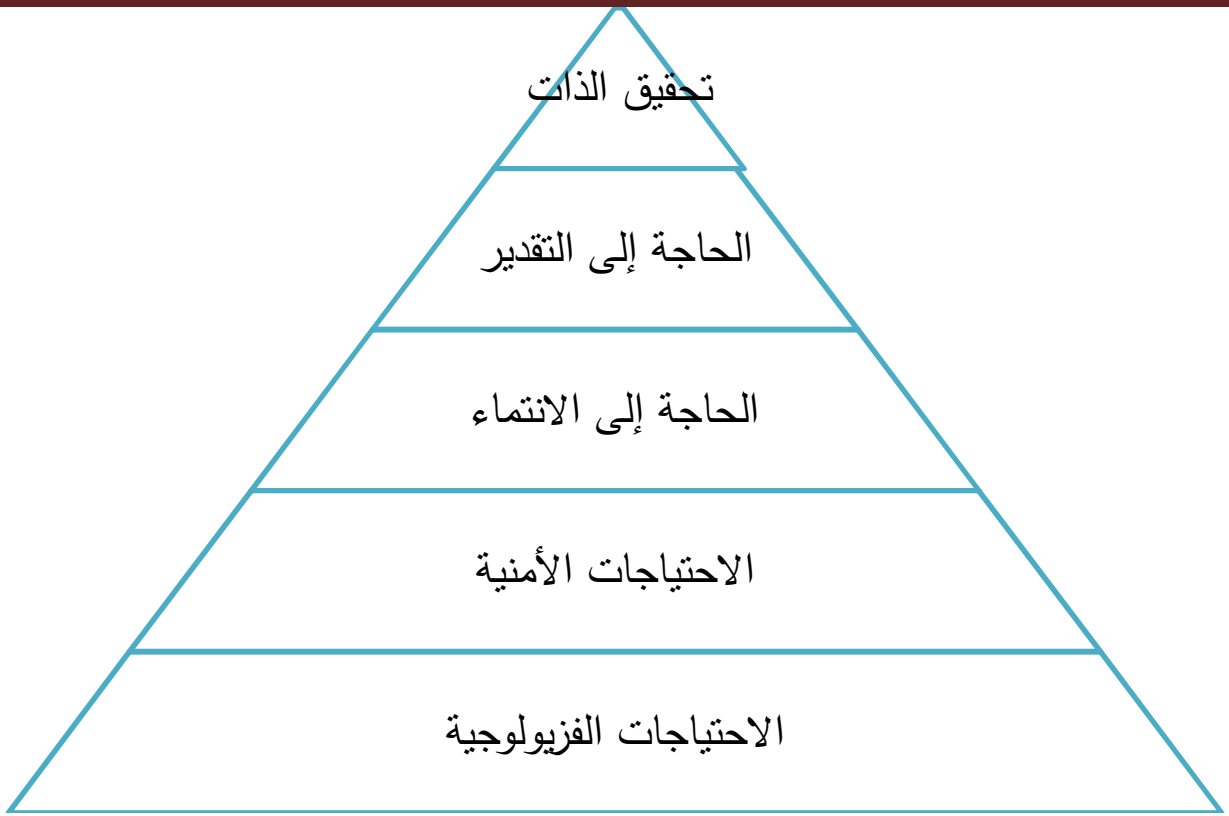 تحقيق الذات
الحاجة إلى التقدير
الحاجة إلى الانتماء
الاحتياجات الأمنية
الاحتياجات الفزيولوجية